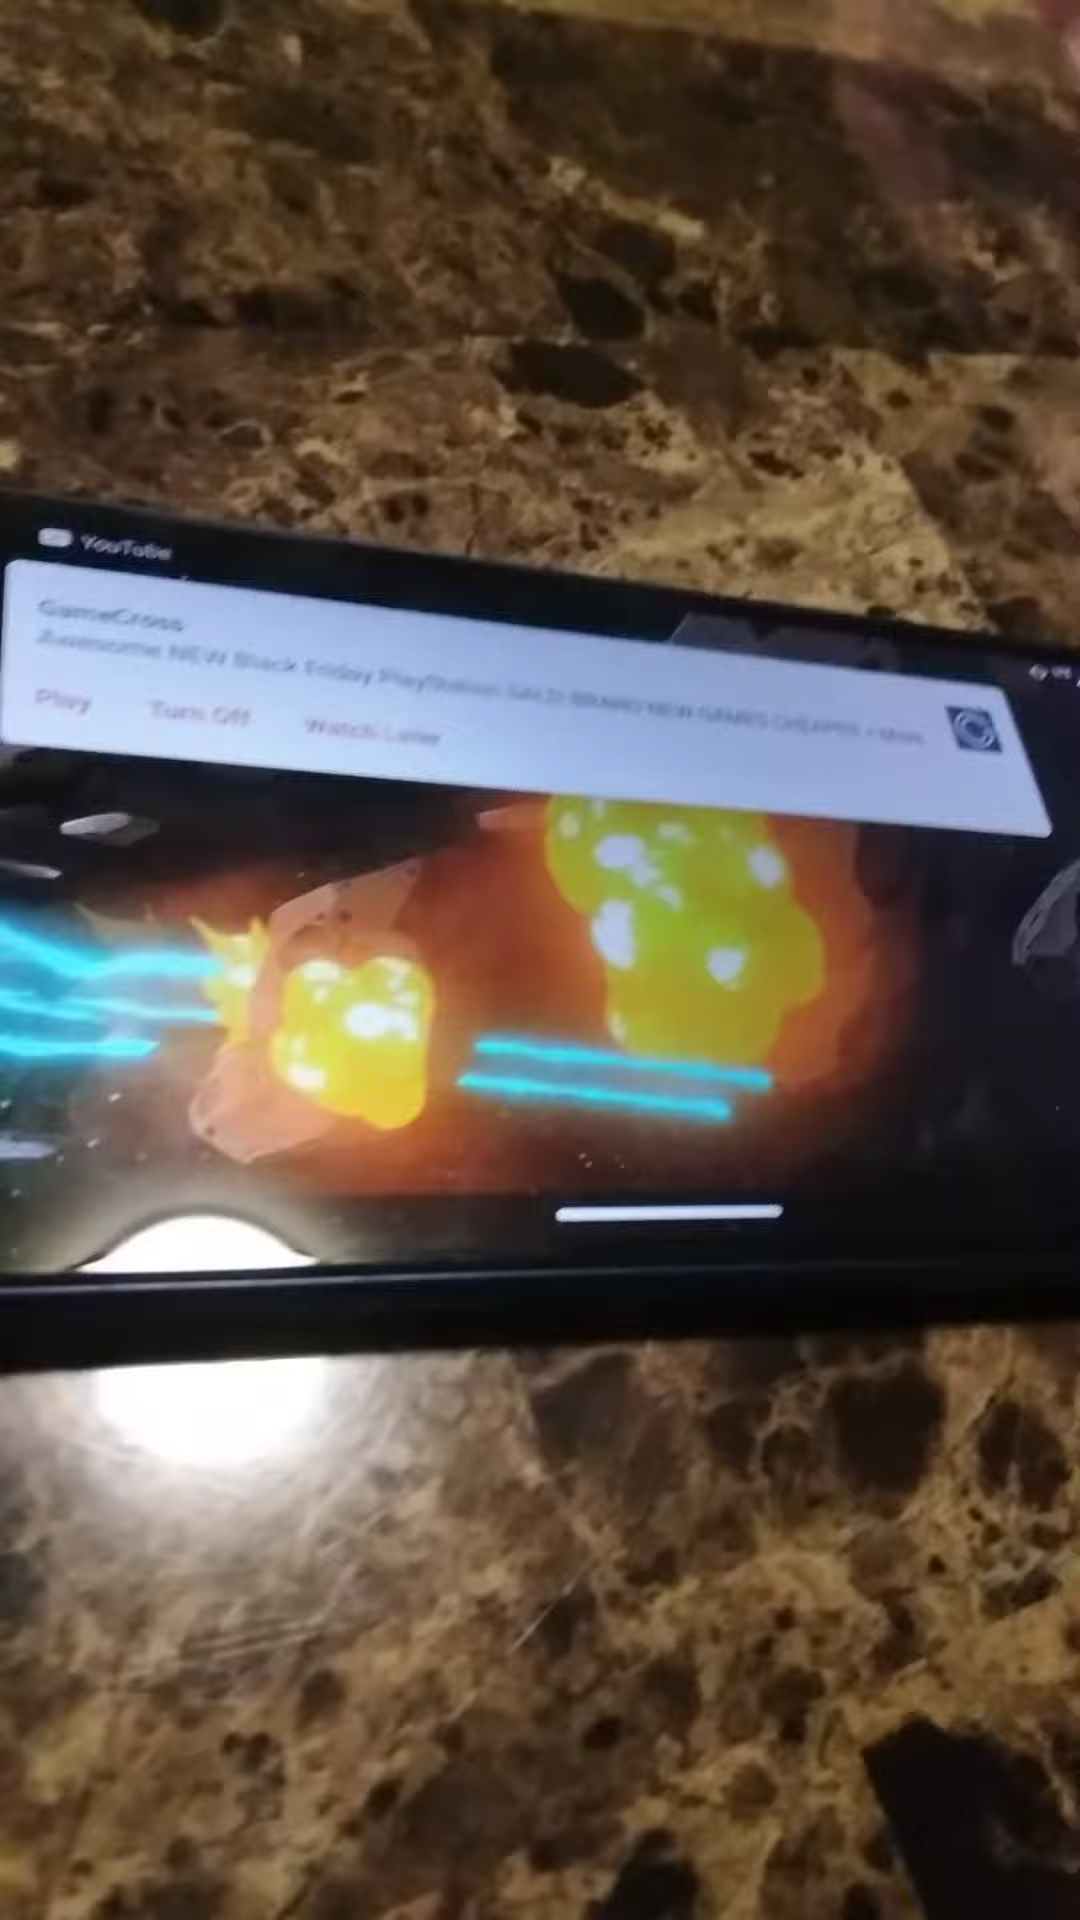 YouTube
GameCross
Awesome NEW Black Friday PlayStation SALE! BRAND NEW GAMES CHEAPER + More
Play Turn Off Watch Later